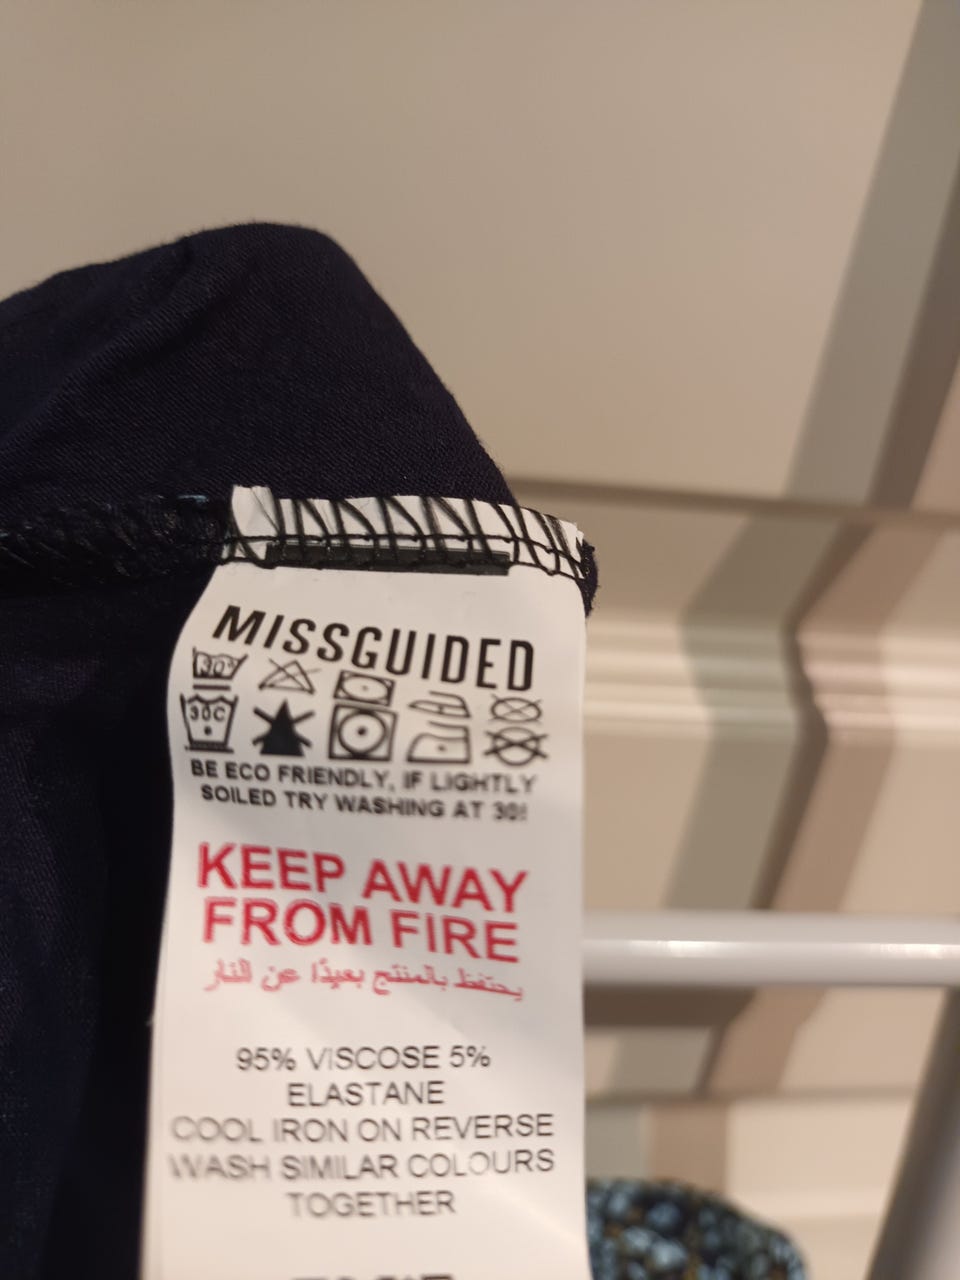 MISSGUIDED
30°
30C
BE ECO FRIENDLY, IF LIGHTLY
SOILED TRY WASHING AT 30!
KEEP AWAY
FROM FIRE
يحتفظ بالمنتج بعيدًا عن النار
95% VISCOSE 5%
ELASTANE
COOL IRON ON REVERSE
WASH SIMILAR COLOURS
TOGETHER